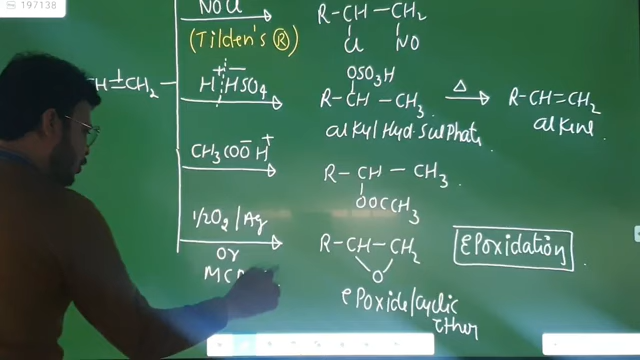 197138
NOCl
(Tilden's R)
R-CH-CH2
Cl NO
CH=CH2
+ -
H HSO4
OSO3H
R-CH-CH3
alkyl Hyd·Sulphate
Δ
R-CH=CH2
alkene
CH3COO- H+
R-CH-CH3
OOCCH3
1/2O2/Ag
or
R-CH-CH2
O
Epoxide/cyclic
Ether
EPoxidation